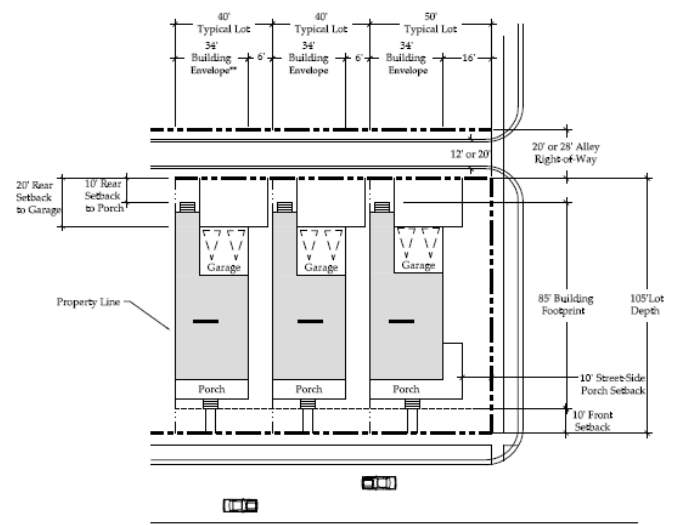 40'
Typical Lot
40'
Typical Lot
50'
Typical Lot
34'
Building
Envelope**
6'
34'
Building
Envelope
6'
34'
Building
Envelope
16'
12' or 20'
20' or 28' Alley
Right-of-Way
20' Rear
Setback
to Garage
10' Rear
Setback
to Porch
Garage
Garage
Garage
Property Line
85' Building
Footprint
105' Lot
Depth
Porch
Porch
Porch
10' Street-Side
Porch Setback
10' Front
Setback